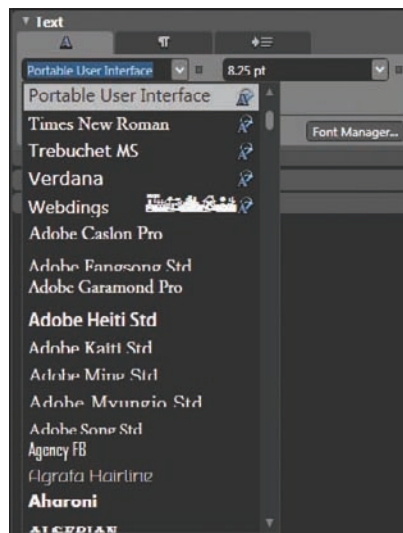 Text
A ¶
Portable User Interface 8.25 pt
Portable User Interface
Times New Roman
Font Manager...
Trebuchet MS
Verdana
Webdings
Adobe Caslon Pro
Adobe Fangsong Std
Adobe Garamond Pro
Adobe Heiti Std
Adobe Kaiti Std
Adobe Ming Std
Adobe Myungjo Std
Adobe Song Std
Agency FB
Agrafa Hairline
Aharoni
ALGERIAN